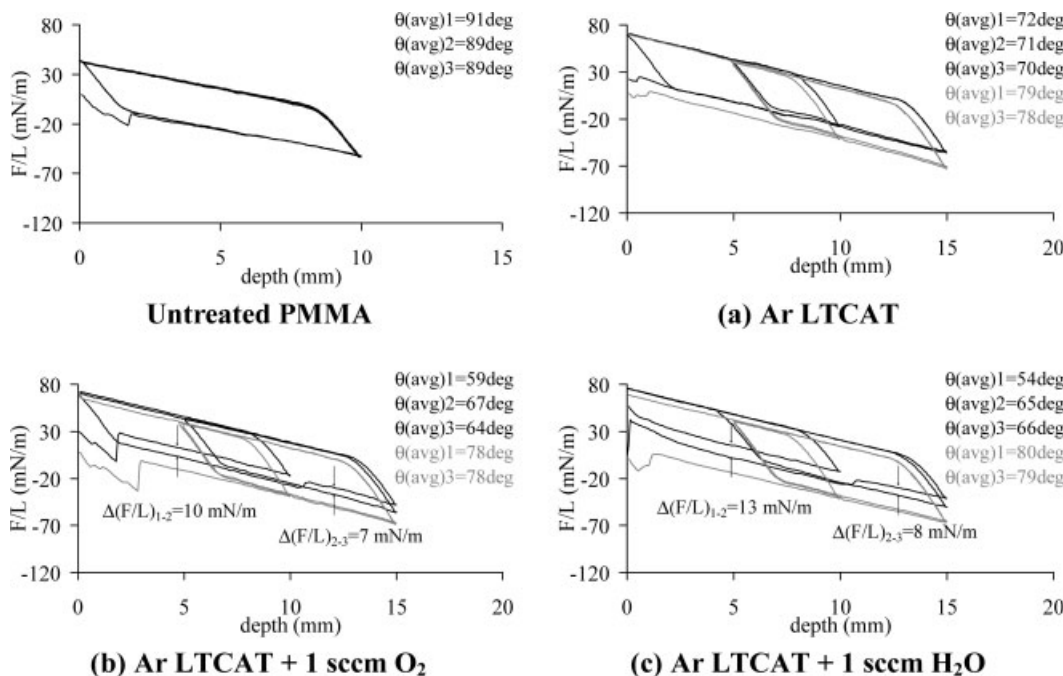 80
30
-20
-70
-120
F/L (mN/m)
θ(avg)1=91deg
θ(avg)2=89deg
θ(avg)3=89deg
0 5 10 15
depth (mm)
Untreated PMMA
80
30
-20
-70
-120
F/L (mN/m)
θ(avg)1=72deg
θ(avg)2=71deg
θ(avg)3=70deg
θ(avg)1=79deg
θ(avg)3=78deg
0 5 10 15 20
depth (mm)
(a) Ar LTCAT
80
30
-20
-70
-120
F/L (mN/m)
θ(avg)1=59deg
θ(avg)2=67deg
θ(avg)3=64deg
θ(avg)1=78deg
θ(avg)3=78deg
Δ(F/L)₁₋₂=10 mN/m
Δ(F/L)₂₋₃=7 mN/m
0 5 10 15 20
depth (mm)
(b) Ar LTCAT + 1 sccm O₂
80
30
-20
-70
-120
F/L (mN/m)
θ(avg)1=54deg
θ(avg)2=65deg
θ(avg)3=66deg
θ(avg)1=80deg
θ(avg)3=79deg
Δ(F/L)₁₋₂=13 mN/m
Δ(F/L)₂₋₃=8 mN/m
0 5 10 15 20
depth (mm)
(c) Ar LTCAT + 1 sccm H₂O